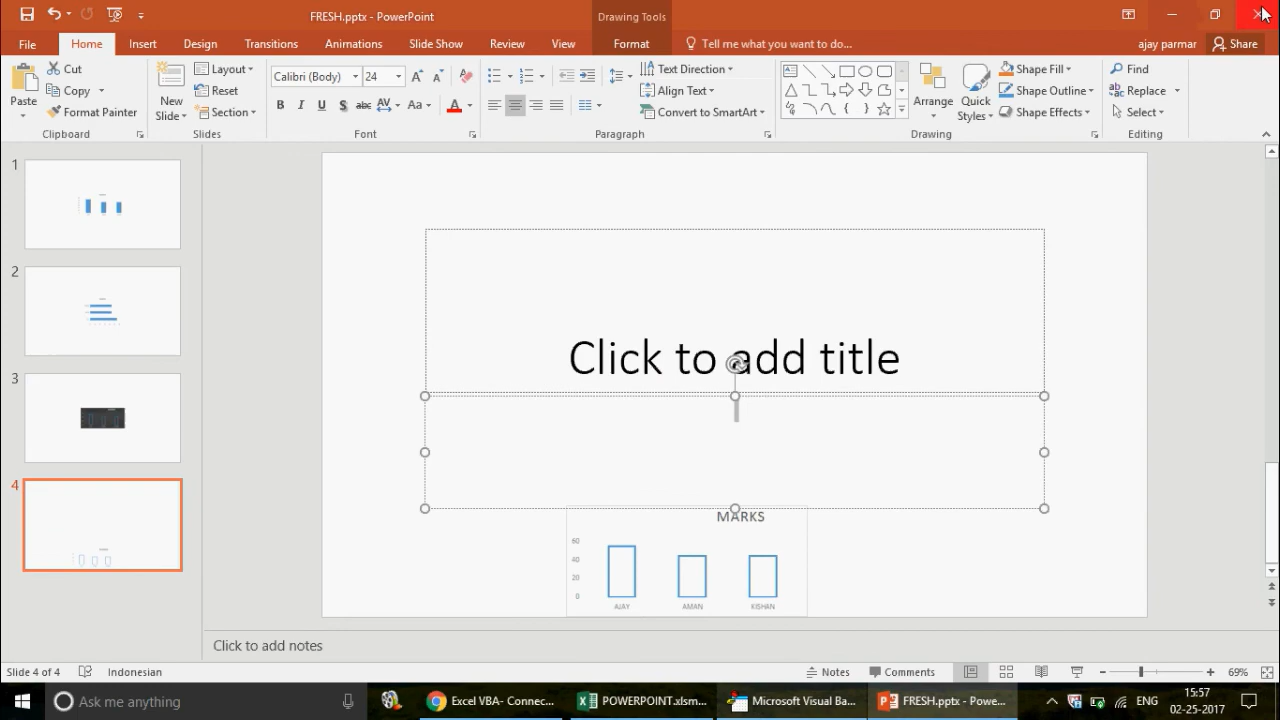 FRESH.pptx - PowerPoint
Drawing Tools
File Home Insert Design Transitions Animations Slide Show Review View Format Tell me what you want to do... ajay parmar Share
Paste
Cut
Copy
Format Painter
Clipboard
New Slide
Layout
Reset
Section
Slides
Calibri (Body) 24
B I U S abc AV Aa A
Font
Text Direction
Align Text
Convert to SmartArt
Paragraph
Arrange
Quick Styles
Shape Fill
Shape Outline
Shape Effects
Drawing
Find
Replace
Select
Editing
1
2
3
4
Click to add title
MARKS
60
40
20
0
AJAY AMAN KISHAN
Click to add notes
Slide 4 of 4 Indonesian Notes Comments 69%
Ask me anything
Excel VBA- Connec...
POWERPOINT.xlsm...
Microsoft Visual Ba...
FRESH.pptx - Powe...
ENG
15:57
02-25-2017